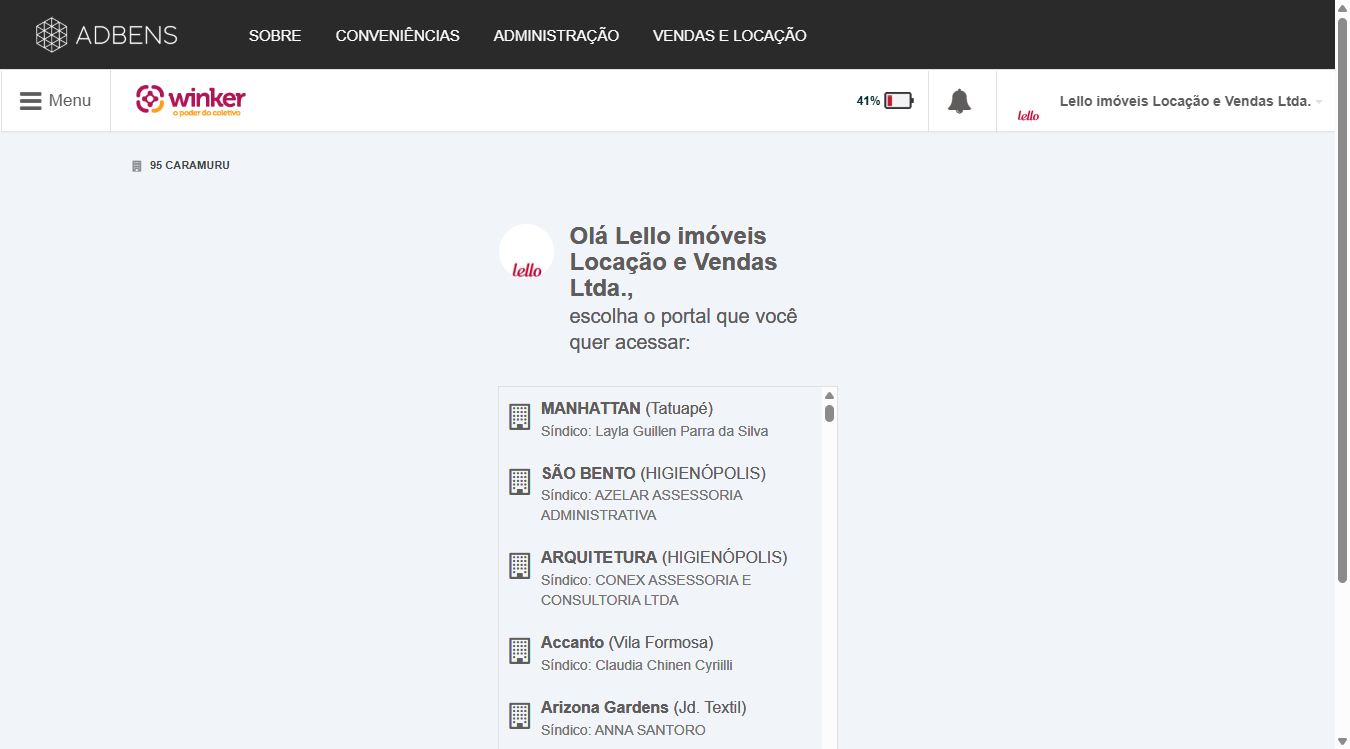 ADBENS SOBRE CONVENIÊNCIAS ADMINISTRAÇÃO VENDAS E LOCAÇÃO
Menu winker 41% lello Lello imóveis Locação e Vendas Ltda.
o poder do coletivo
95 CARAMURU
Olá Lello imóveis
Locação e Vendas
lello
Ltda.,
escolha o portal que você
quer acessar:
MANHATTAN (Tatuapé)
Síndico: Layla Guillen Parra da Silva
SÃO BENTO (HIGIENÓPOLIS)
Síndico: AZELAR ASSESSORIA
ADMINISTRATIVA
ARQUITETURA (HIGIENÓPOLIS)
Síndico: CONEX ASSESSORIA E
CONSULTORIA LTDA
Accanto (Vila Formosa)
Síndico: Claudia Chinen Cyriilli
Arizona Gardens (Jd. Textil)
Síndico: ANNA SANTORO